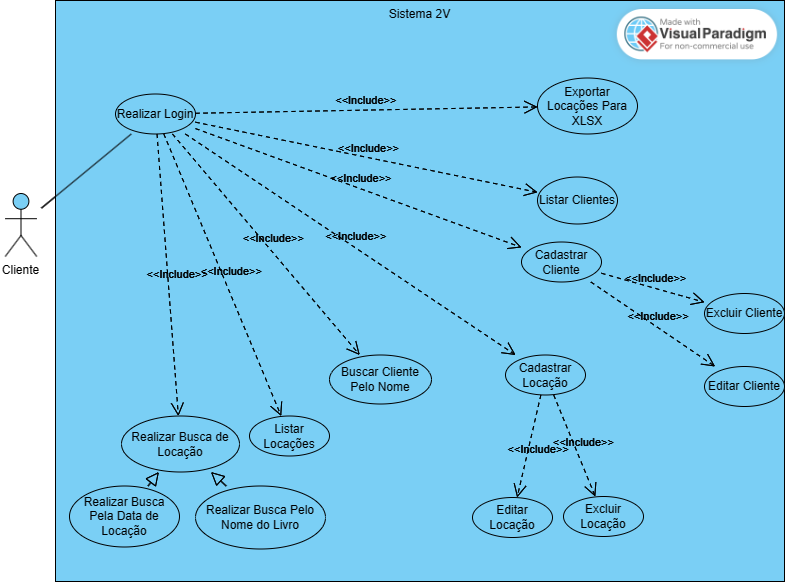 Sistema 2V
Made with
VisualParadigm
For non-commercial use
Realizar Login
<<Include>>
Exportar
Locações Para
XLSX
<<Include>>
Listar Clientes
<<Include>>
Cadastrar
Cliente
<<Include>>
<<Include>>
<<Include>>
<<Include>>
Cliente
<<Include>>
Excluir Cliente
<<Include>>
Editar Cliente
Buscar Cliente
Pelo Nome
Cadastrar
Locação
Realizar Busca de
Locação
Listar
Locações
<<Include>>
<<Include>>
Realizar Busca
Pela Data de
Locação
Realizar Busca Pelo
Nome do Livro
Editar
Locação
Excluir
Locação